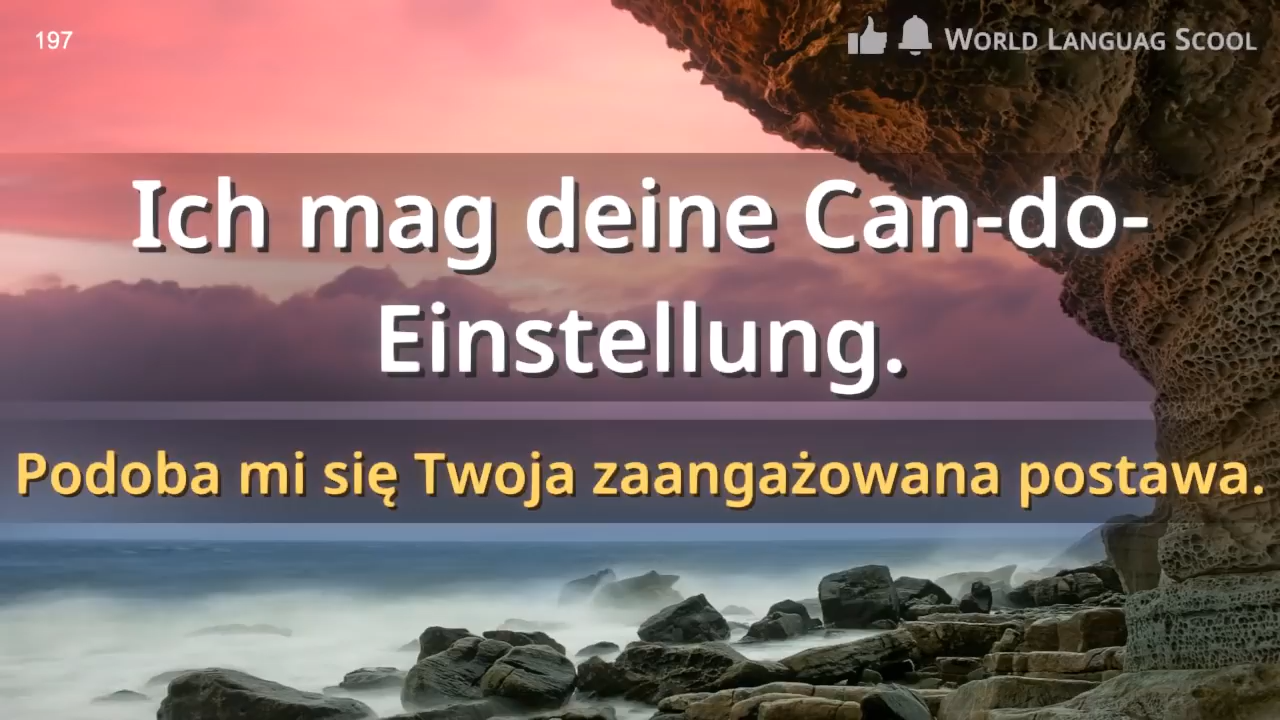 197
World Languag Scool
Ich mag deine Can-do-
Einstellung.
Podoba mi się Twoja zaangażowana postawa.